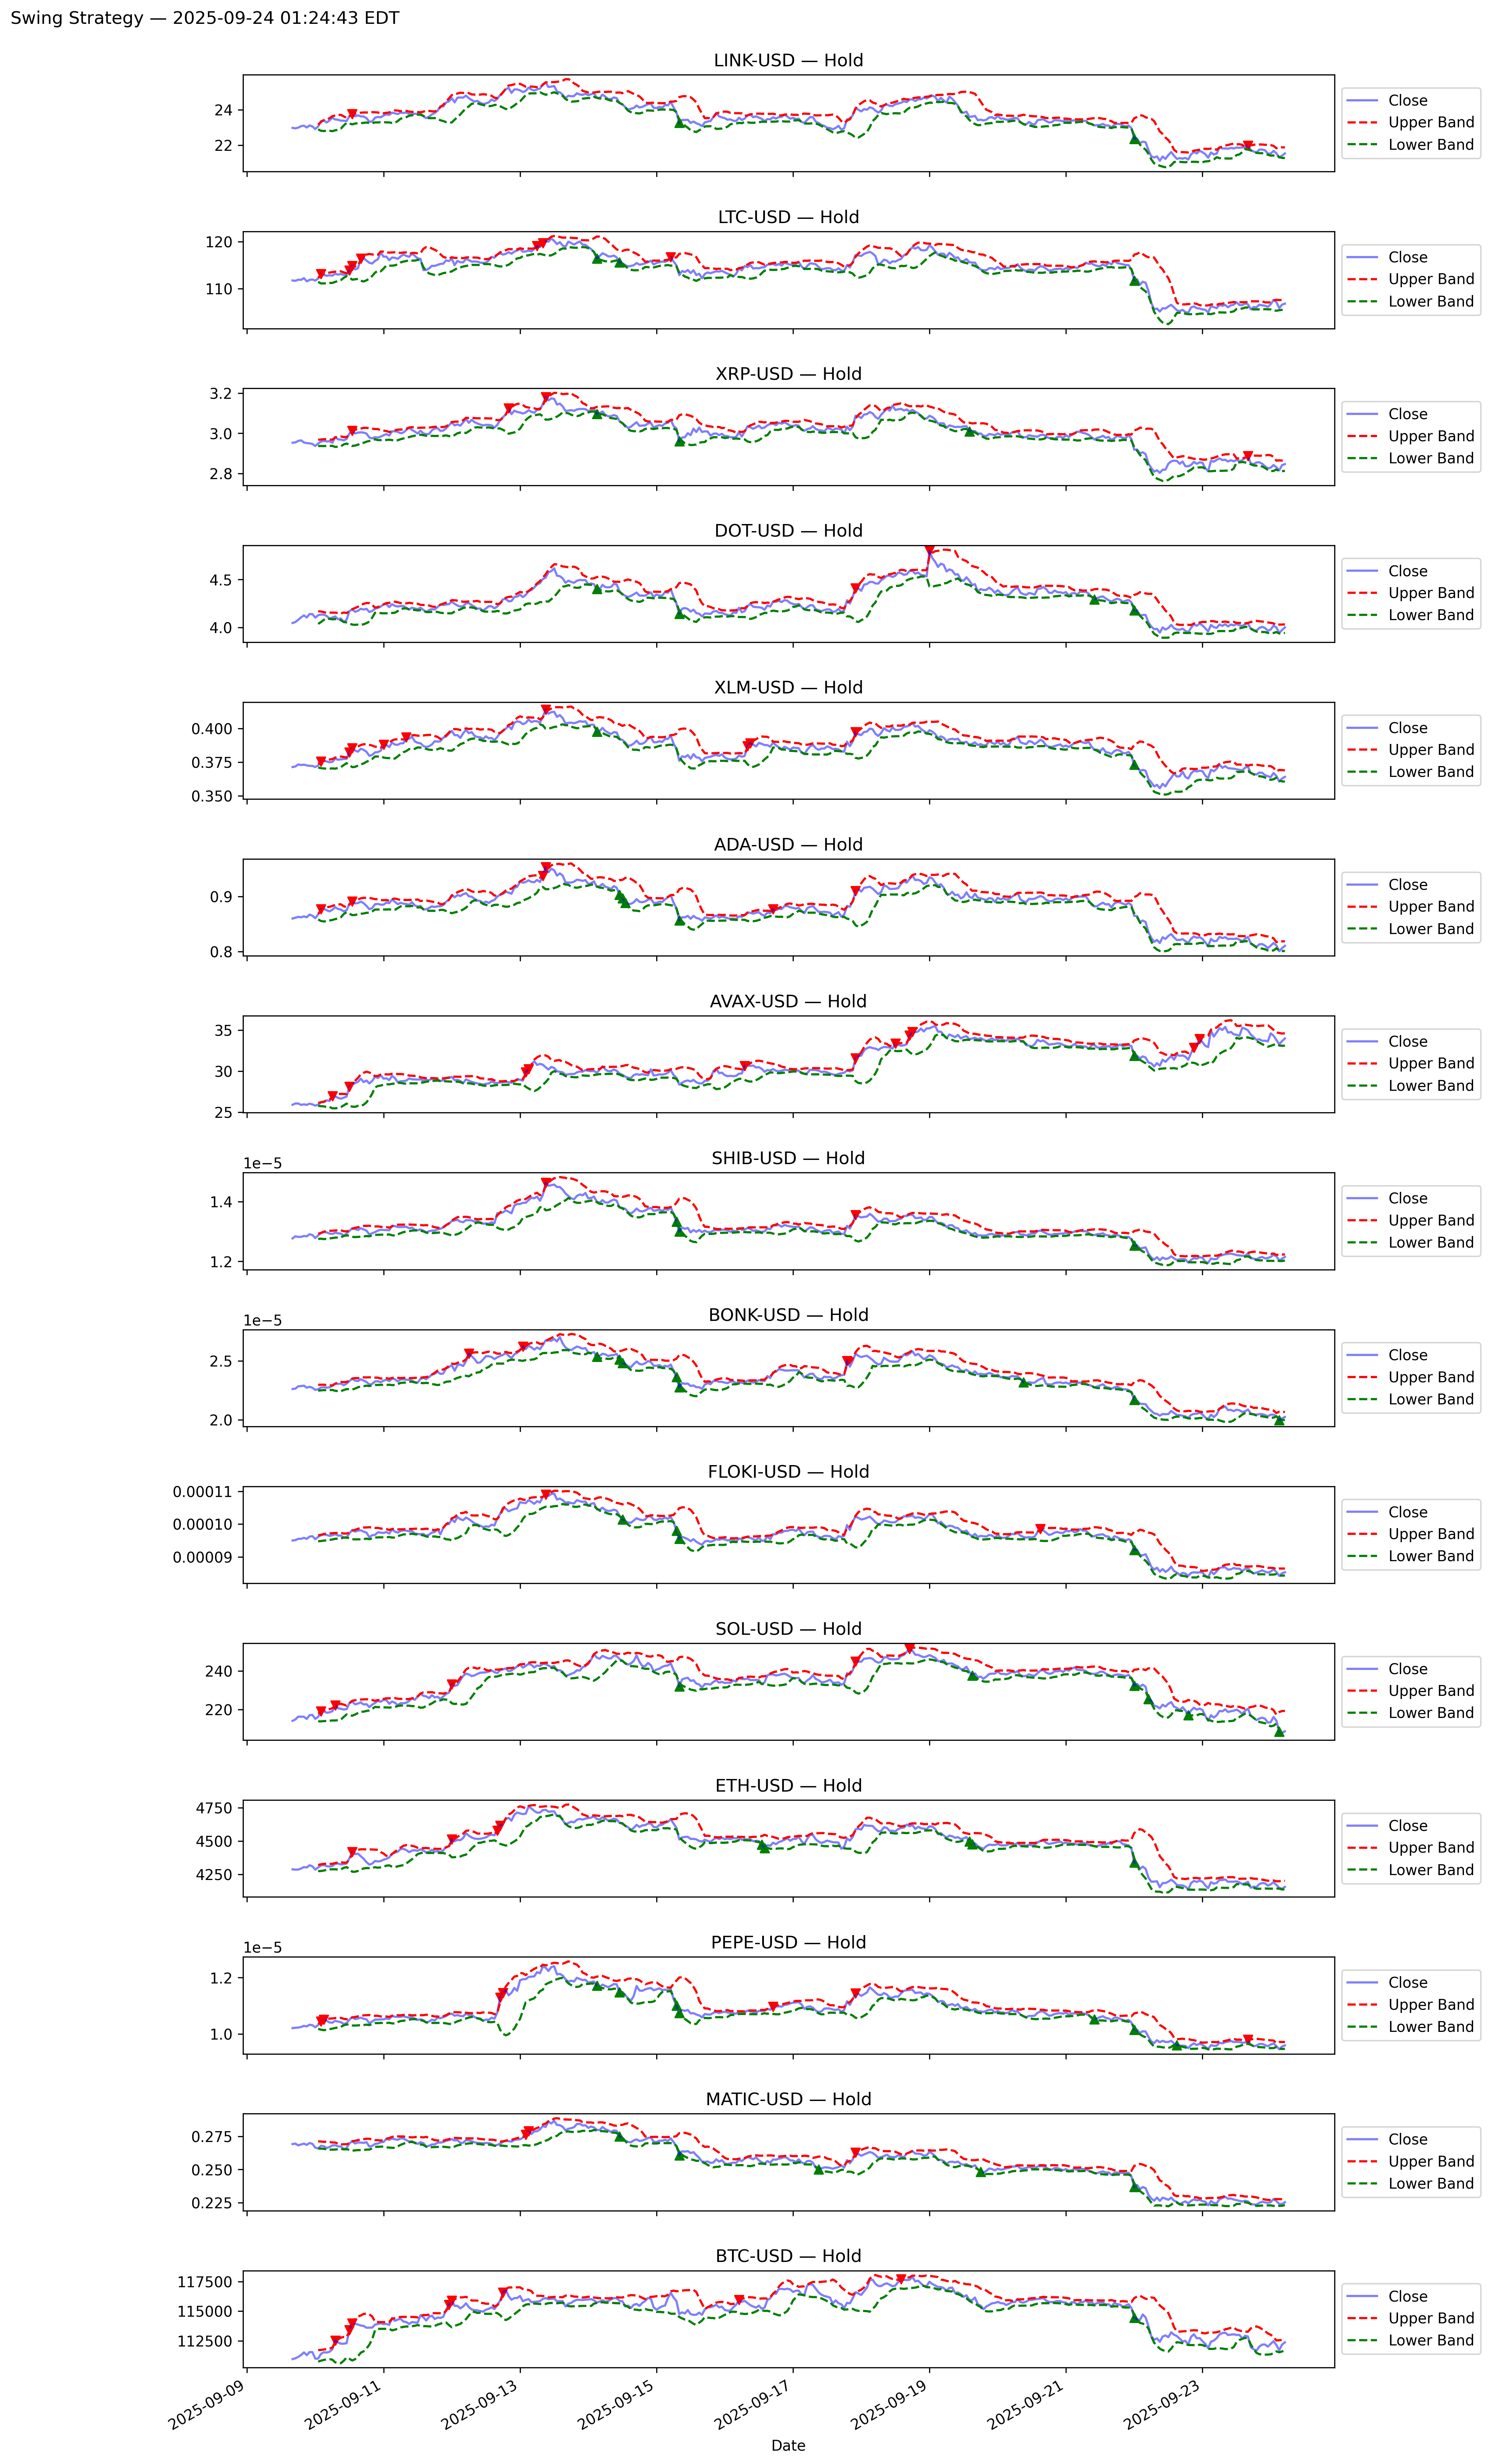 Swing Strategy — 2025-09-24 01:24:43 EDT
LINK-USD — Hold
24
22
Close
Upper Band
Lower Band
LTC-USD — Hold
120
110
Close
Upper Band
Lower Band
XRP-USD — Hold
3.2
3.0
2.8
Close
Upper Band
Lower Band
DOT-USD — Hold
4.5
4.0
Close
Upper Band
Lower Band
XLM-USD — Hold
0.400
0.375
0.350
Close
Upper Band
Lower Band
ADA-USD — Hold
0.9
0.8
Close
Upper Band
Lower Band
AVAX-USD — Hold
35
30
25
Close
Upper Band
Lower Band
SHIB-USD — Hold
1e−5
1.4
1.2
Close
Upper Band
Lower Band
BONK-USD — Hold
1e−5
2.5
2.0
Close
Upper Band
Lower Band
FLOKI-USD — Hold
0.00011
0.00010
0.00009
Close
Upper Band
Lower Band
SOL-USD — Hold
240
220
Close
Upper Band
Lower Band
ETH-USD — Hold
4750
4500
4250
Close
Upper Band
Lower Band
PEPE-USD — Hold
1e−5
1.2
1.0
Close
Upper Band
Lower Band
MATIC-USD — Hold
0.275
0.250
0.225
Close
Upper Band
Lower Band
BTC-USD — Hold
117500
115000
112500
Close
Upper Band
Lower Band
2025-09-09
2025-09-11
2025-09-13
2025-09-15
2025-09-17
2025-09-19
2025-09-21
2025-09-23
Date